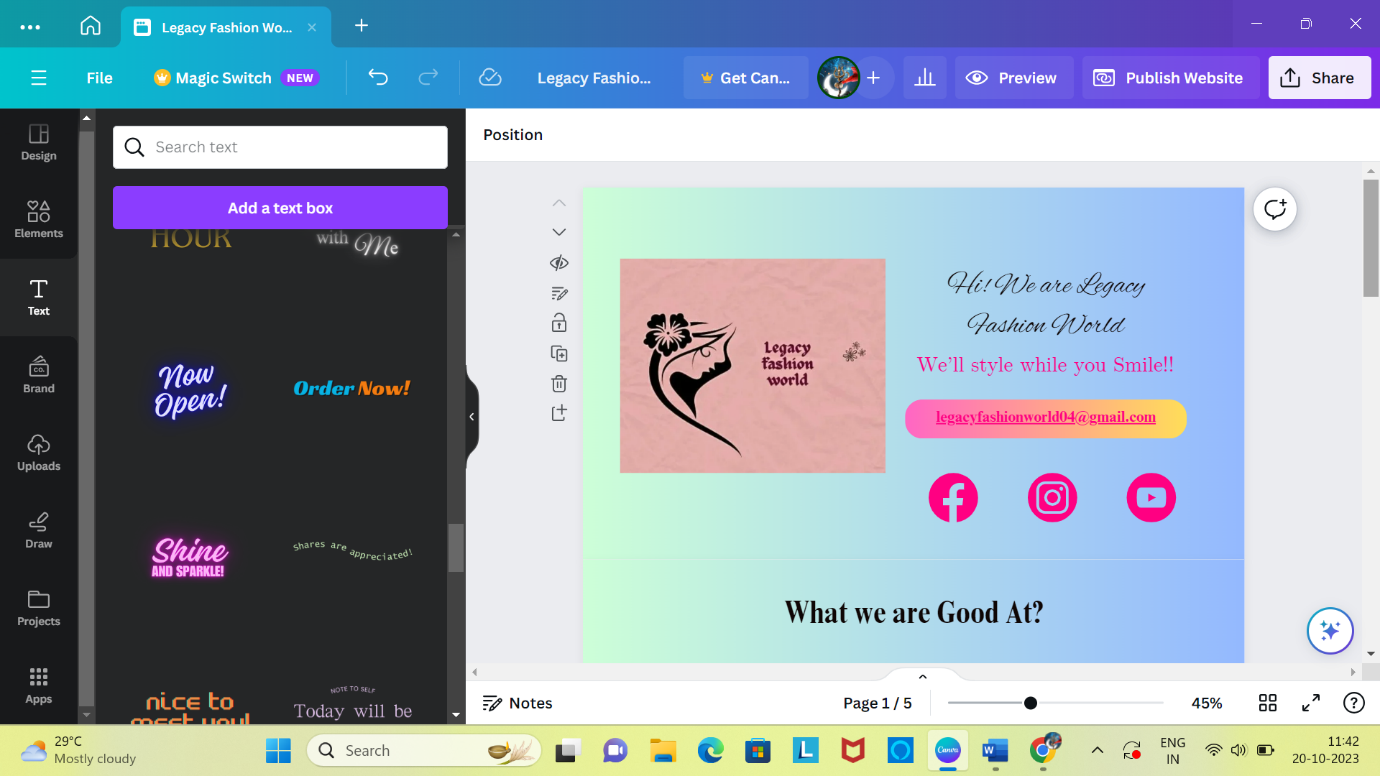 Legacy Fashion Wo...
File
Magic Switch NEW
Legacy Fashio...
Get Can...
Preview
Publish Website
Share
Design
Elements
Text
Brand
CO.
Uploads
Draw
Projects
Apps
Search text
Add a text box
HOUR
with Me
Now
Open!
Order Now!
Shine
AND SPARKLE!
Shares are appreciated!
nice to
meet you!
NOTE TO SELF
Today will be
Position
Legacy
fashion
world
Hi! We are Legacy
Fashion World
We'll style while you Smile!!
legacyfashionworld04@gmail.com
What we are Good At?
Notes
Page 1 / 5
45%
29°C
Mostly cloudy
Search
Canva
ENG
IN
11:42
20-10-2023